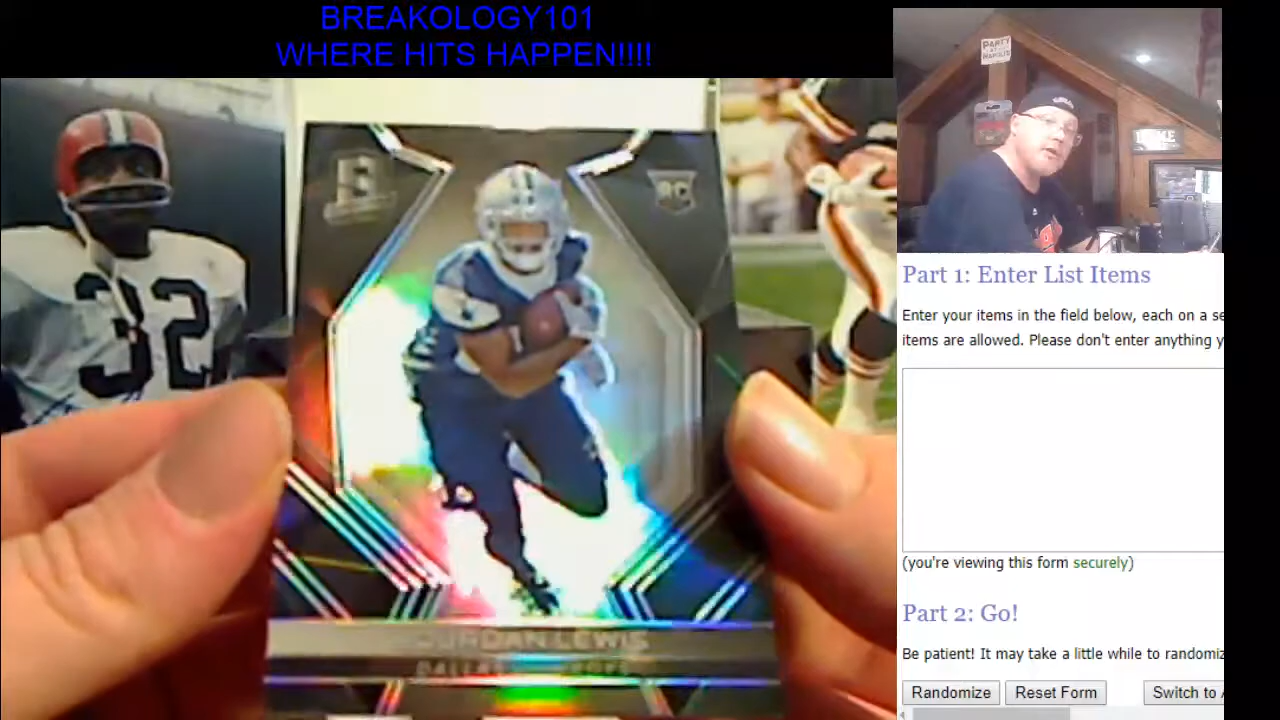 BREAKOLOGY101
WHERE HITS HAPPEN!!!!
PARTY
32
RC
JOURDAN LEWIS
DALLAS COWBOYS
Part 1: Enter List Items
Enter your items in the field below, each on a se
items are allowed. Please don't enter anything y
(you're viewing this form securely)
Part 2: Go!
Be patient! It may take a little while to randomiz
Randomize
Reset Form
Switch to A